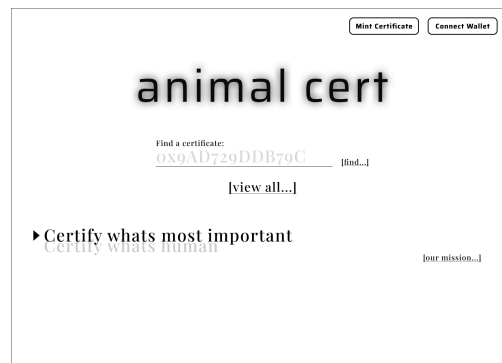 Mint Certificate
Connect Wallet
animal cert
Find a certificate:
0x9AD729DDB79C
[find...]
[view all...]
Certify whats most important
Certify whats human
[our mission...]